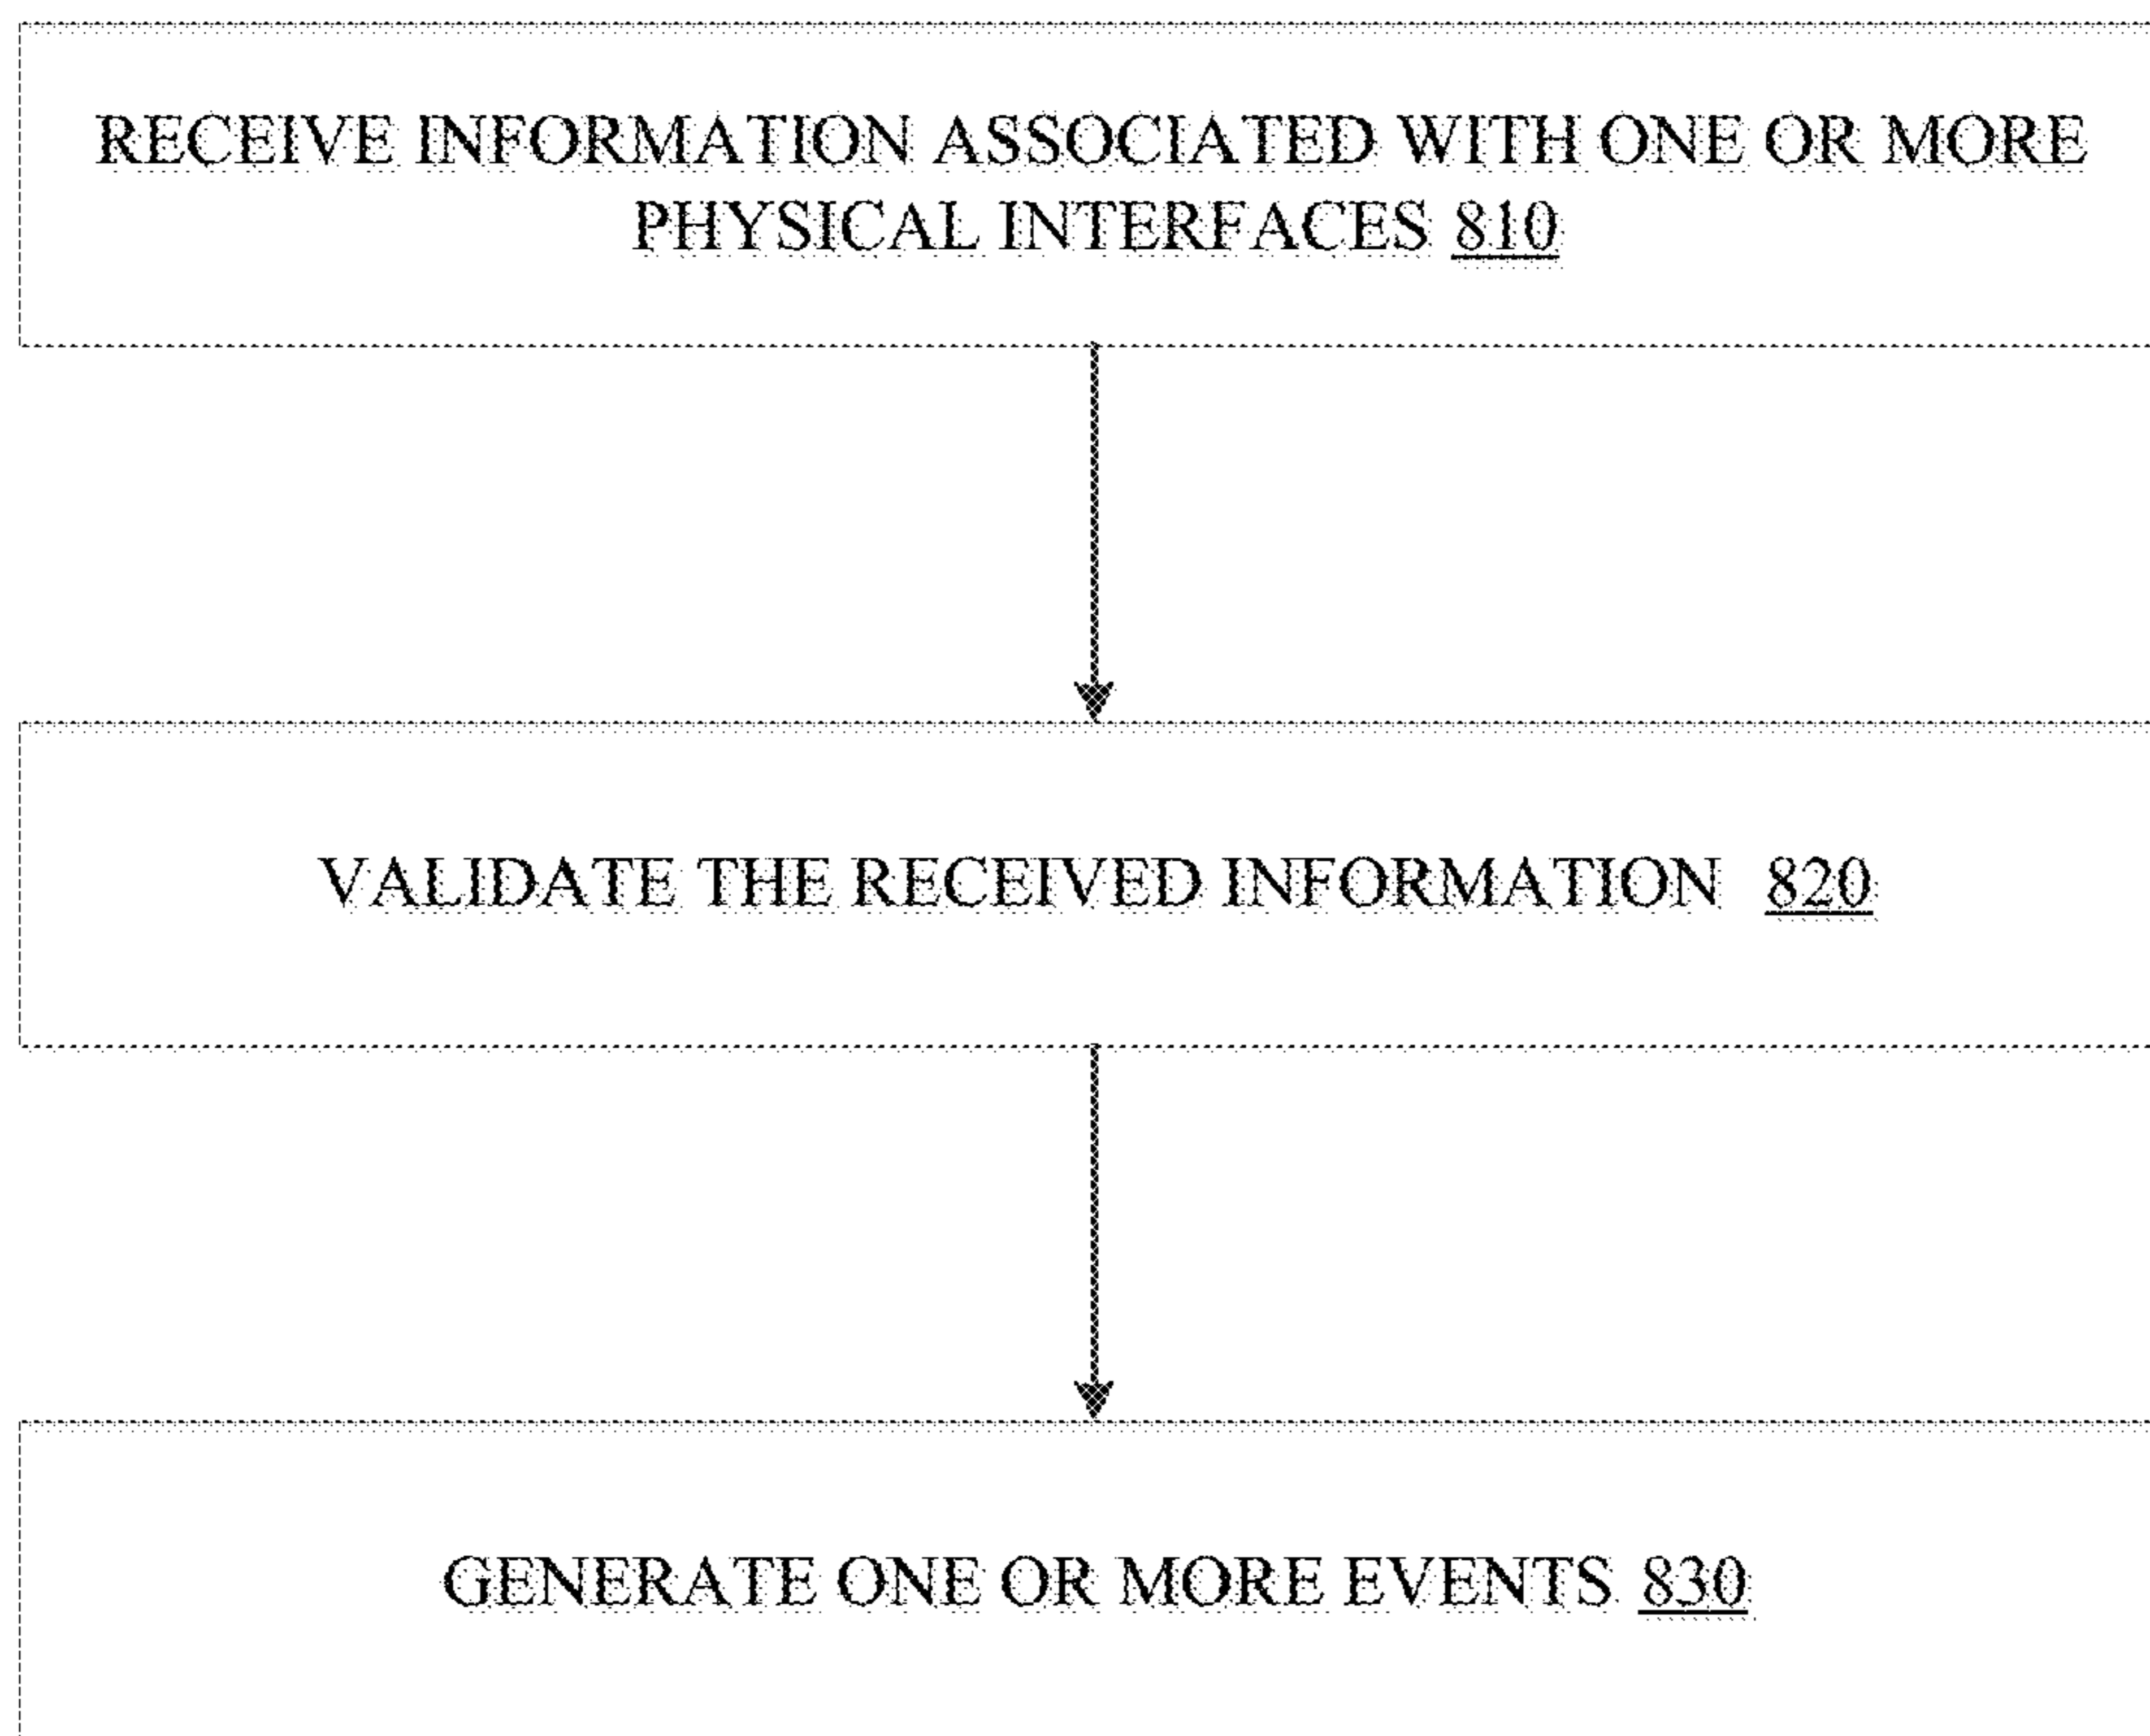 RECEIVE INFORMATION ASSOCIATED WITH ONE OR MORE
PHYSICAL INTERFACES 810
VALIDATE THE RECEIVED INFORMATION 820
GENERATE ONE OR MORE EVENTS 830